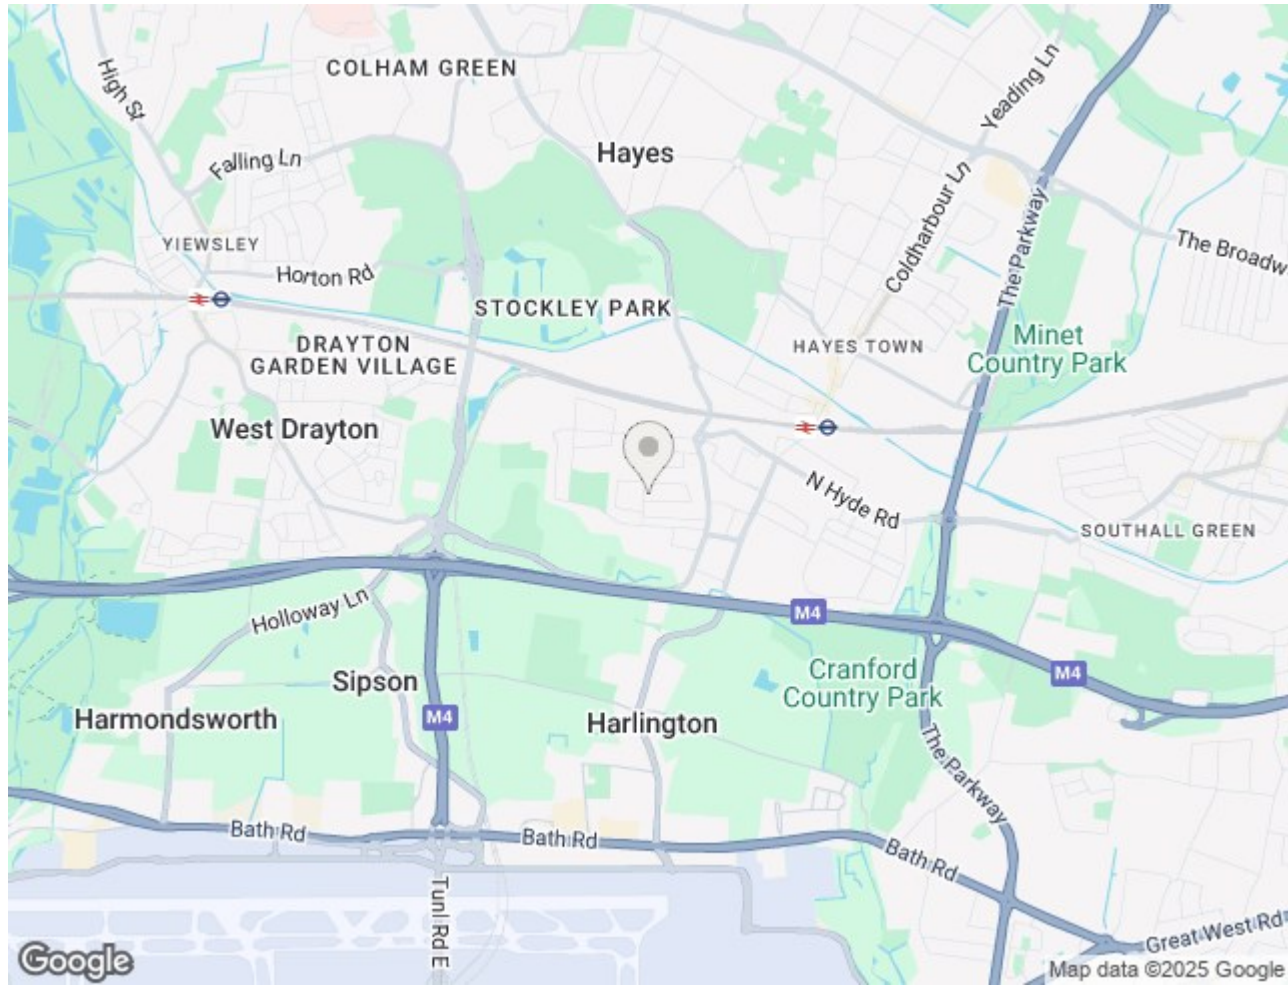 High St
COLHAM GREEN
Yeading Ln
Falling Ln
Hayes
Coldharbour Ln
The Parkway
YIEWSLEY
The Broadw
Horton Rd
STOCKLEY PARK
DRAYTON
GARDEN VILLAGE
HAYES TOWN
Minet
Country Park
West Drayton
N Hyde Rd
SOUTHALL GREEN
Holloway Ln
M4
Sipson
Cranford
Country Park
M4
Harmondsworth
M4
Harlington
The Parkway
Bath Rd
Bath Rd
Bath Rd
Tunl Rd E
Great West Rd
Google
Map data ©2025 Google